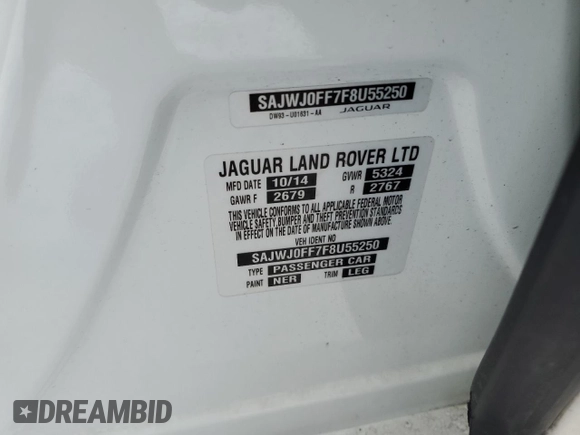 SAJWJ0FF7F8U55250
DW93-U01631-AA JAGUAR
JAGUAR LAND ROVER LTD
MFD DATE 10/14 GVWR 5324
GAWR F 2679 R 2767
THIS VEHICLE CONFORMS TO ALL APPLICABLE FEDERAL MOTOR
VEHICLE SAFETY,BUMPER AND THEFT PREVENTION STANDARDS
IN EFFECT ON THE DATE OF MANUFACTURE SHOWN ABOVE.
VEH IDENT NO
SAJWJ0FF7F8U55250
TYPE PASSENGER CAR
PAINT NER TRIM LEG
DREAMBID